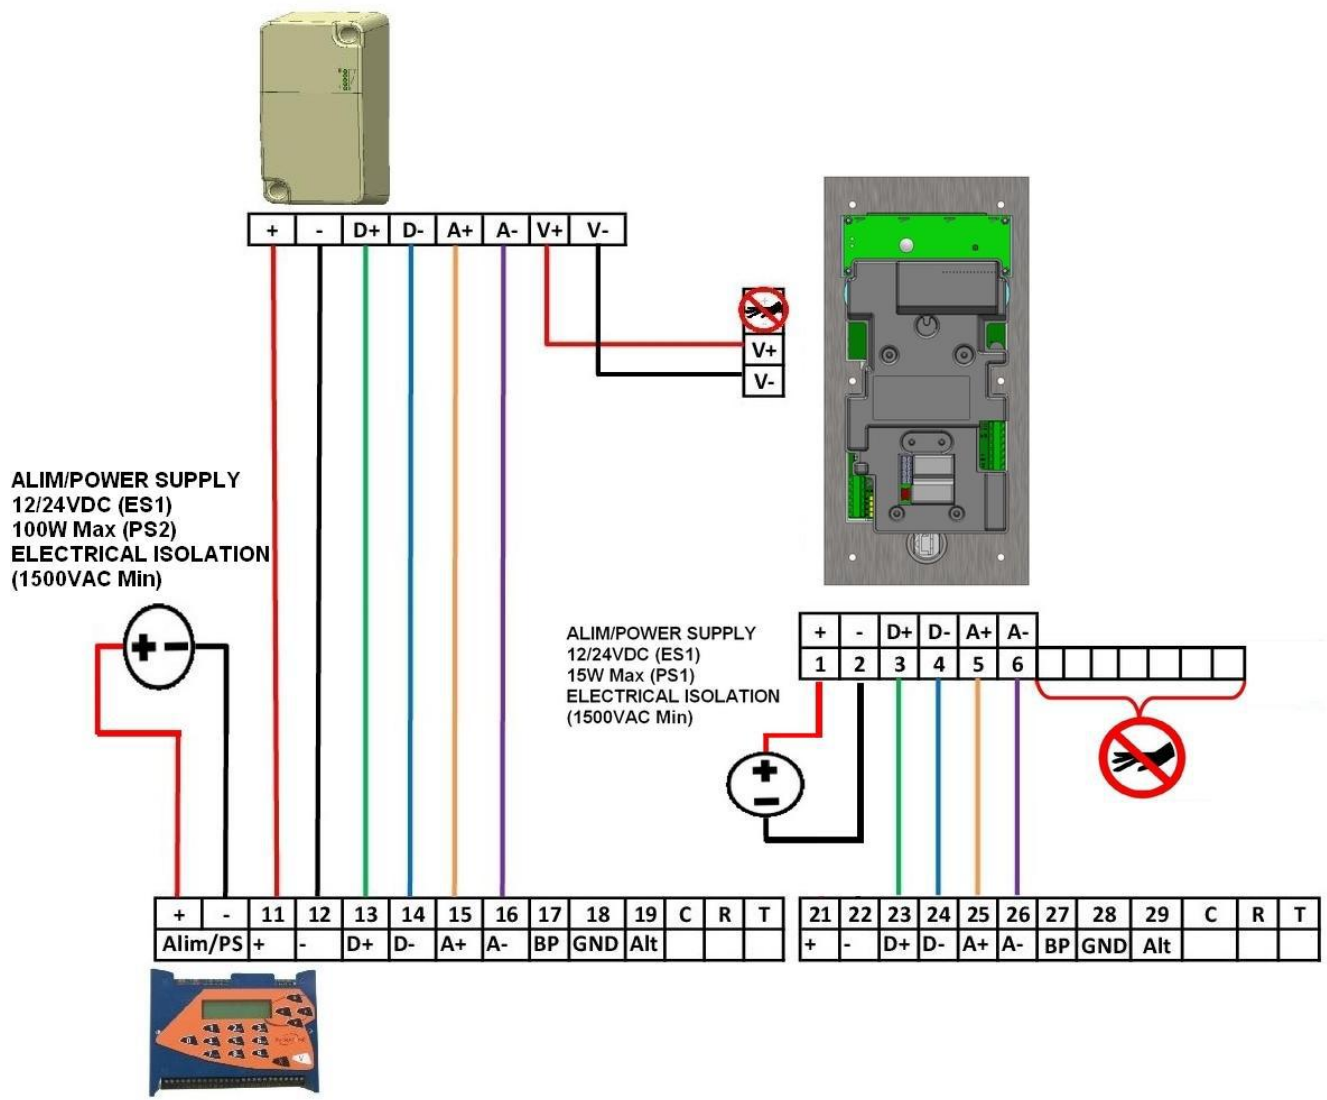 + - D+ D- A+ A- V+ V-
V+
V-
ALIM/POWER SUPPLY
12/24VDC (ES1)
100W Max (PS2)
ELECTRICAL ISOLATION
(1500VAC Min)
+ -
ALIM/POWER SUPPLY
12/24VDC (ES1)
15W Max (PS1)
ELECTRICAL ISOLATION
(1500VAC Min)
+ - D+ D- A+ A-
1 2 3 4 5 6
+
-
+ - 11 12 13 14 15 16 17 18 19 C R T
Alim/PS + - D+ D- A+ A- BP GND Alt
21 22 23 24 25 26 27 28 29 C R T
+ - D+ D- A+ A- BP GND Alt